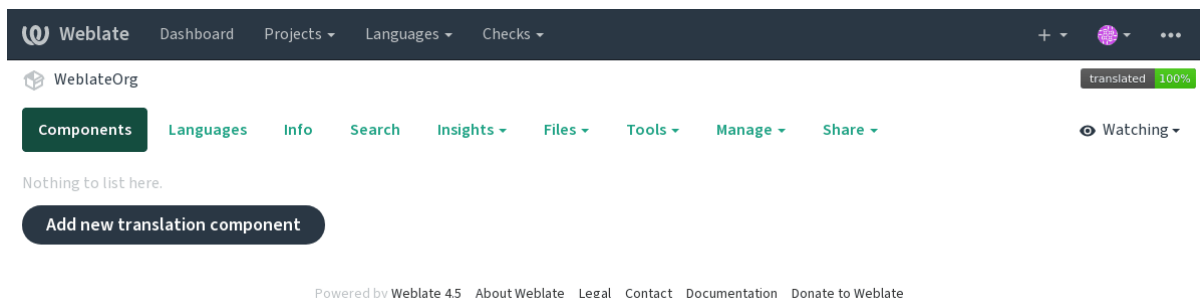 Weblate Dashboard Projects Languages Checks
WeblateOrg translated 100%
Components Languages Info Search Insights Files Tools Manage Share Watching
Nothing to list here.
Add new translation component
Powered by Weblate 4.5 About Weblate Legal Contact Documentation Donate to Weblate